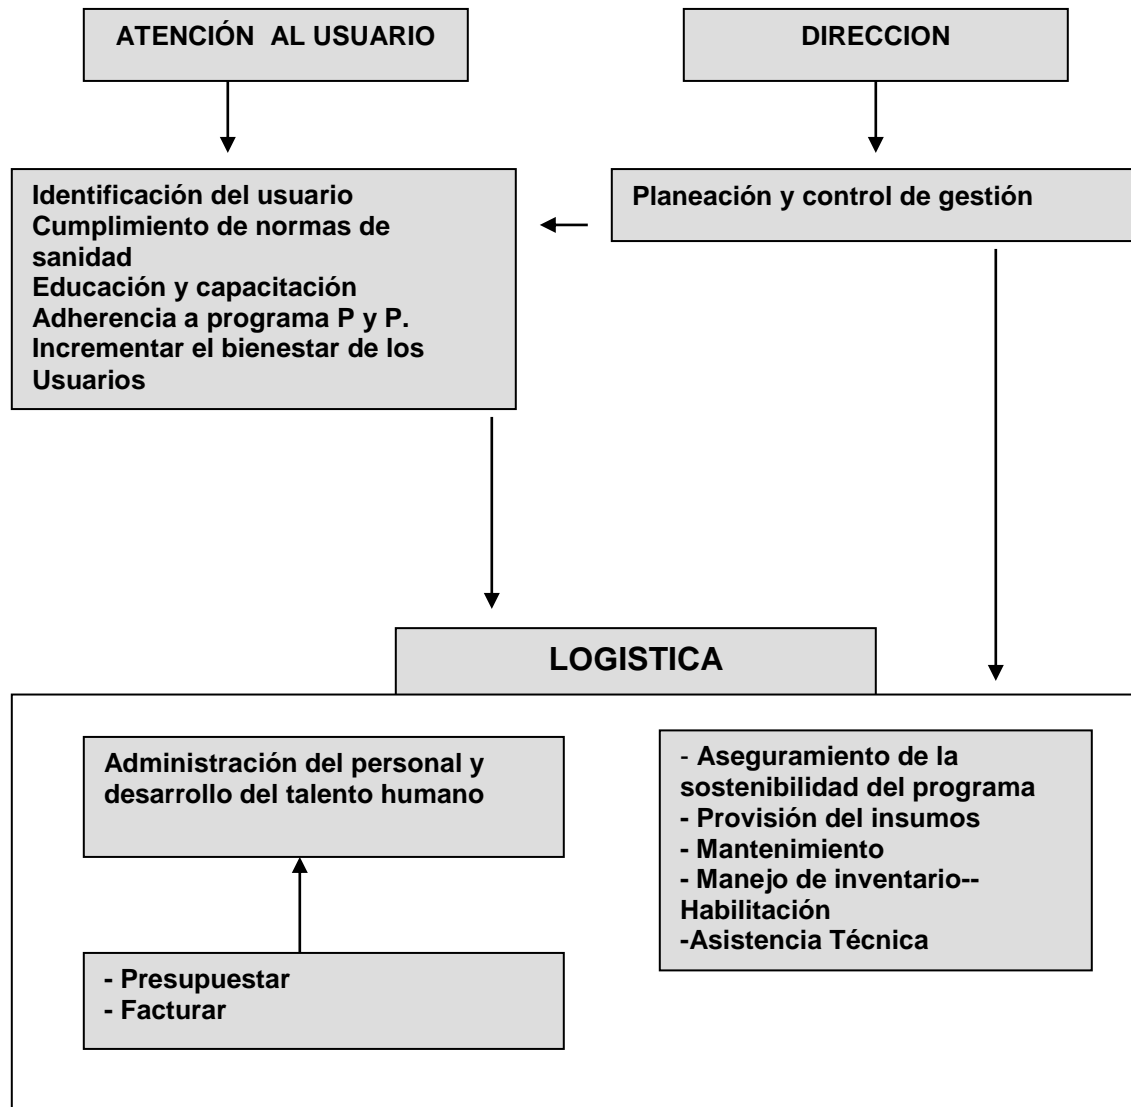 ATENCIÓN AL USUARIO
DIRECCION
Identificación del usuario
Cumplimiento de normas de
sanidad
Educación y capacitación
Adherencia a programa P y P.
Incrementar el bienestar de los
Usuarios
Planeación y control de gestión
LOGISTICA
Administración del personal y
desarrollo del talento humano
- Presupuestar
- Facturar
- Aseguramiento de la
sostenibilidad del programa
- Provisión del insumos
- Mantenimiento
- Manejo de inventario--
Habilitación
-Asistencia Técnica